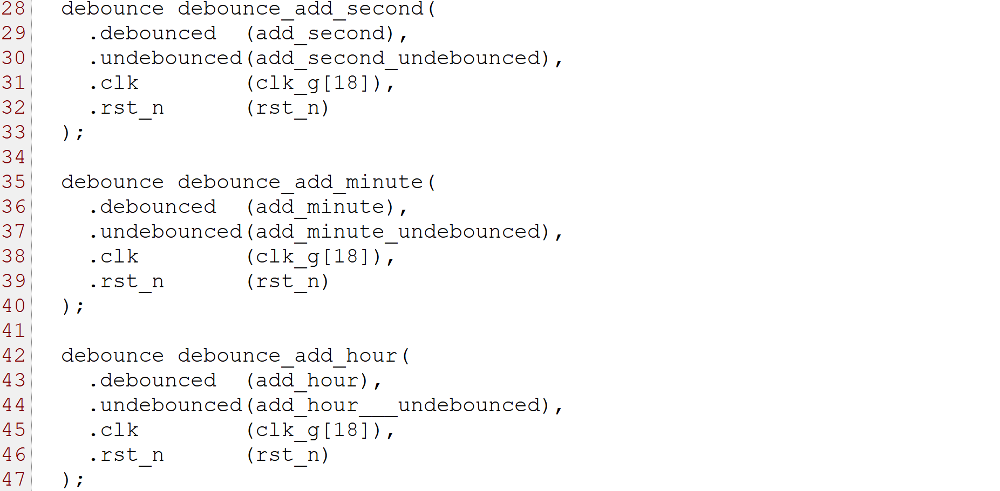 28 debounce debounce_add_second(
29 .debounced (add_second),
30 .undebounced(add_second_undebounced),
31 .clk (clk_g[18]),
32 .rst_n (rst_n)
33 );
34
35 debounce debounce_add_minute(
36 .debounced (add_minute),
37 .undebounced(add_minute_undebounced),
38 .clk (clk_g[18]),
39 .rst_n (rst_n)
40 );
41
42 debounce debounce_add_hour(
43 .debounced (add_hour),
44 .undebounced(add_hour___undebounced),
45 .clk (clk_g[18]),
46 .rst_n (rst_n)
47 );